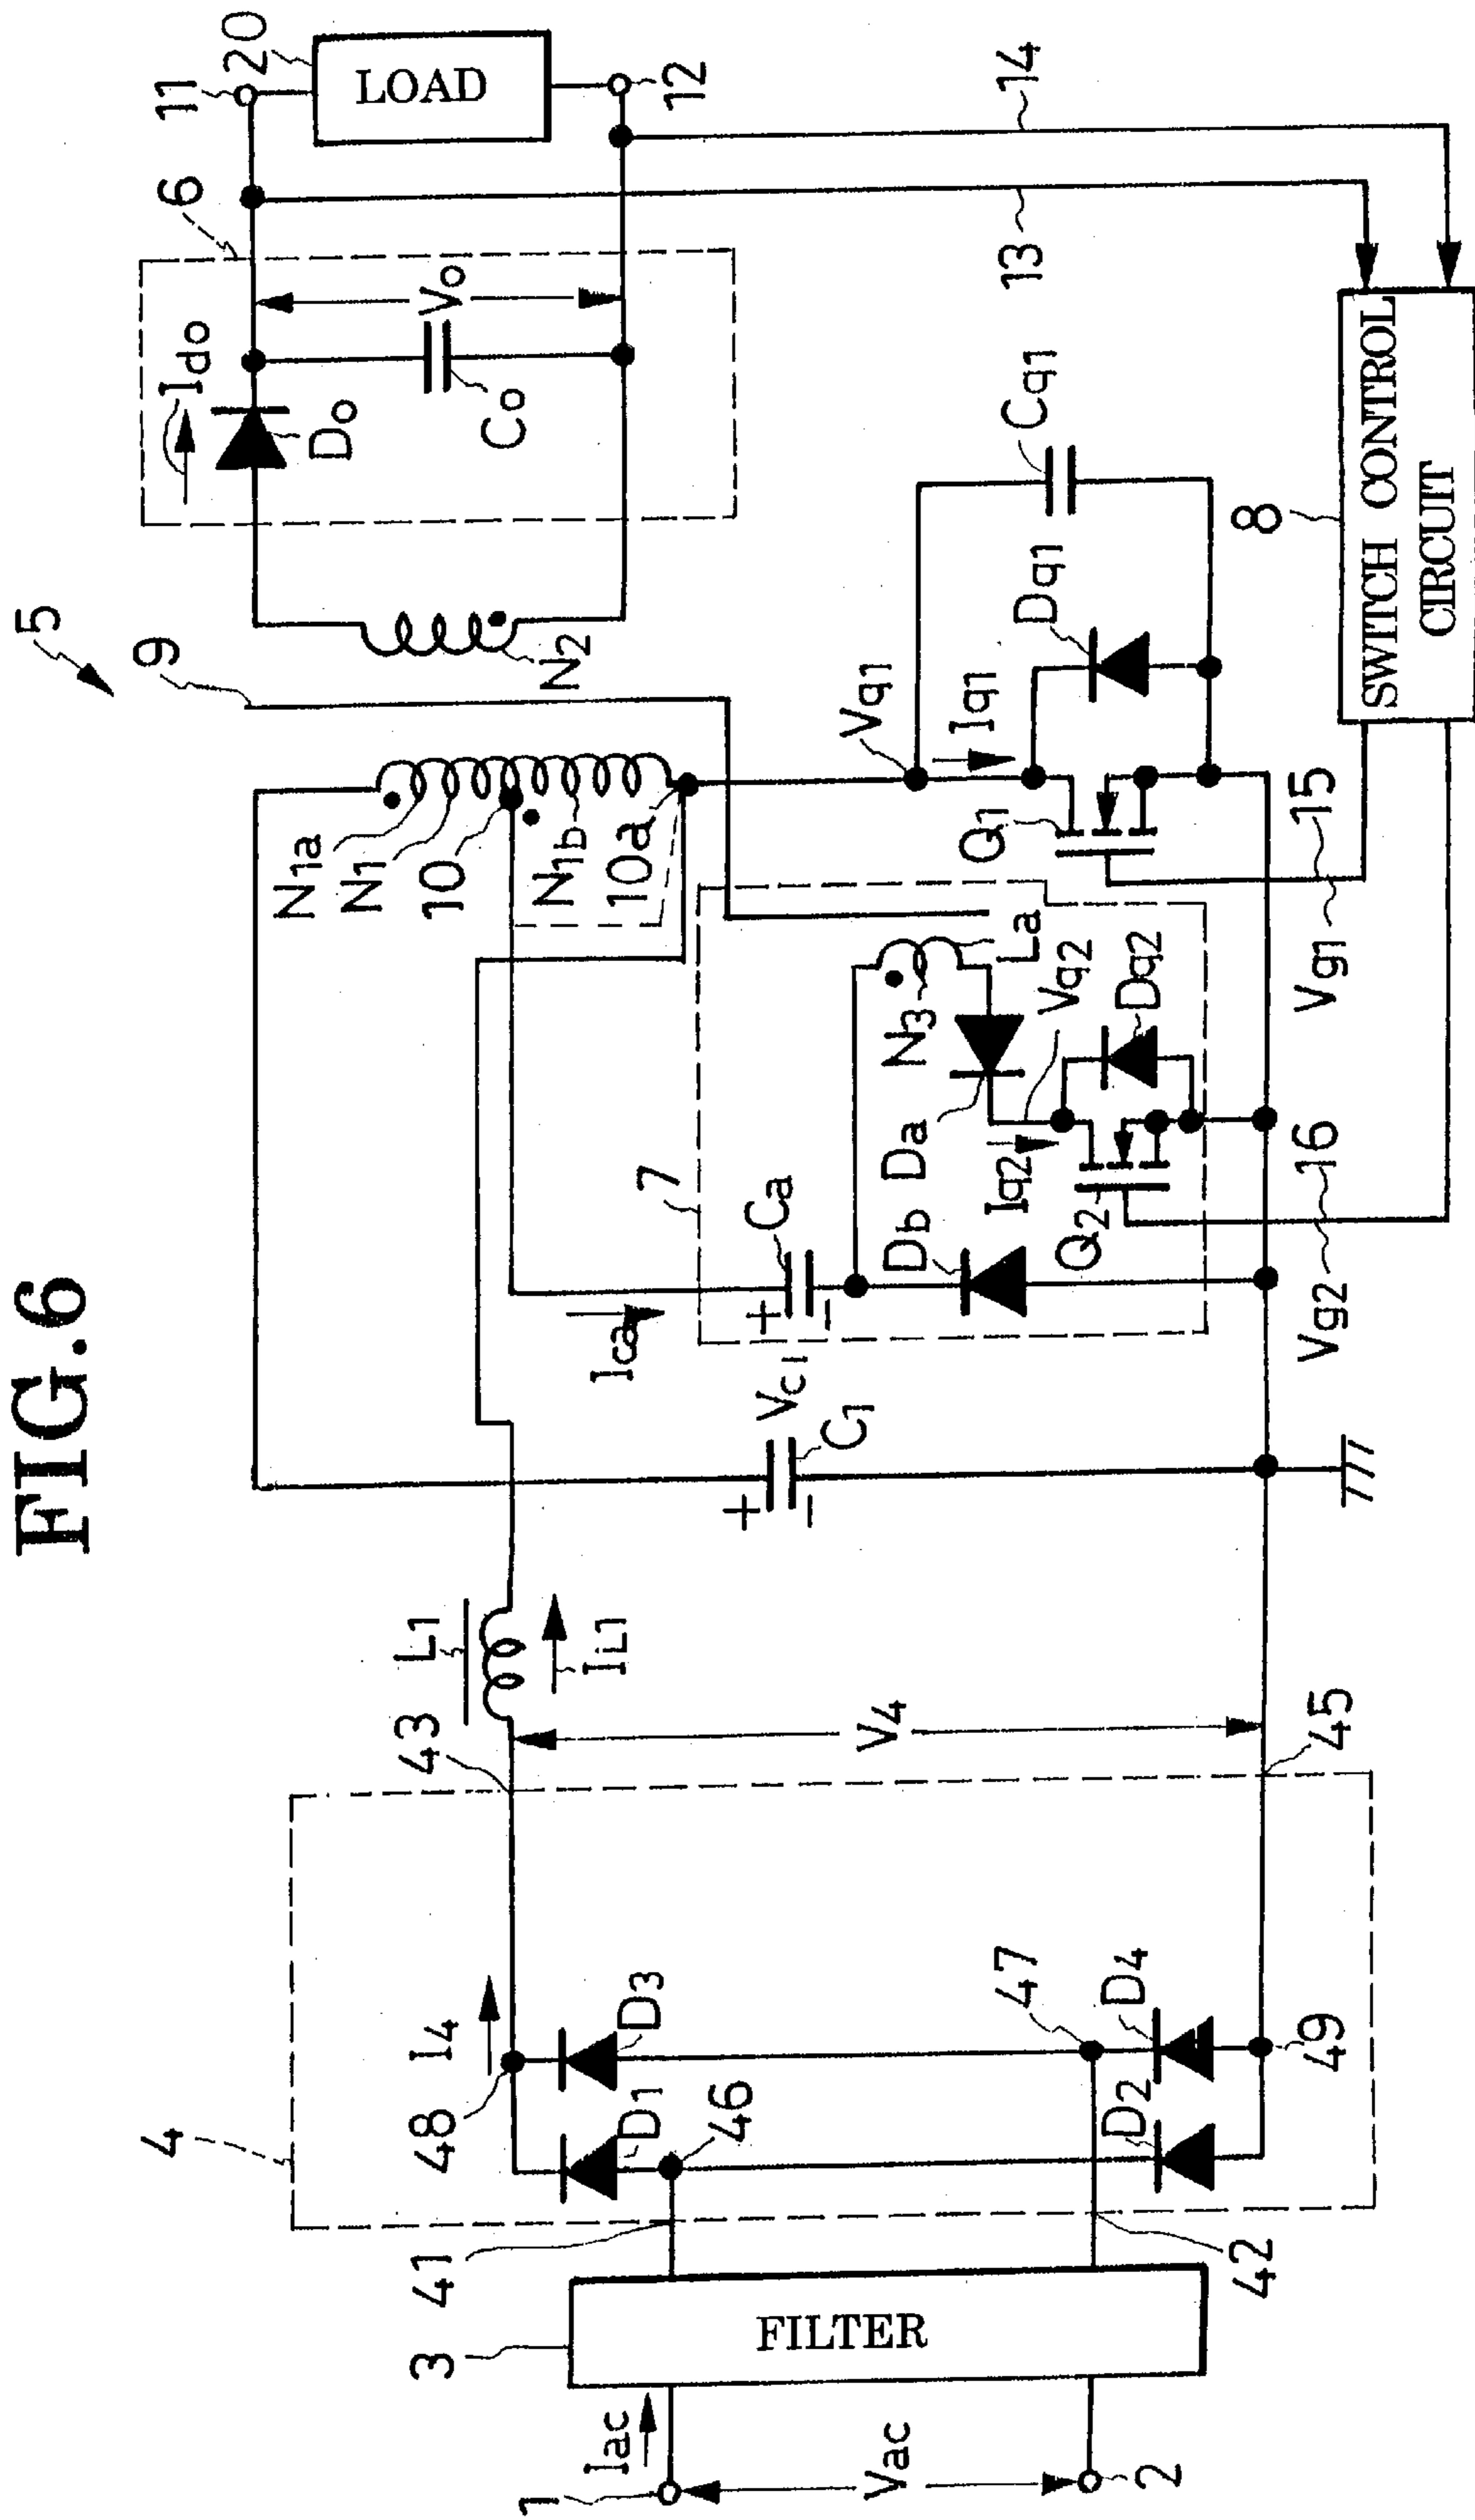 FIG.6
5
9
6
11
20
LOAD
12
Ido
Do
Co
Vo
N2
14
13
N1a
N1
10
N1b
10a
Vq1
Iq1
Dq1
Cq1
Q1
8
SWITCH CONTROL
CIRCUIT
15
Vg1
16
Vg2
7
Ica
Ca
+
-
N3
La
Da
Db
Vq2
Iq2
Dq2
Q2
Vc1
C1
+
-
L1
IL1
43
V4
45
4
48
I4
D3
D1
46
47
D4
D2
49
41
42
3
FILTER
Iac
1
Vac
2